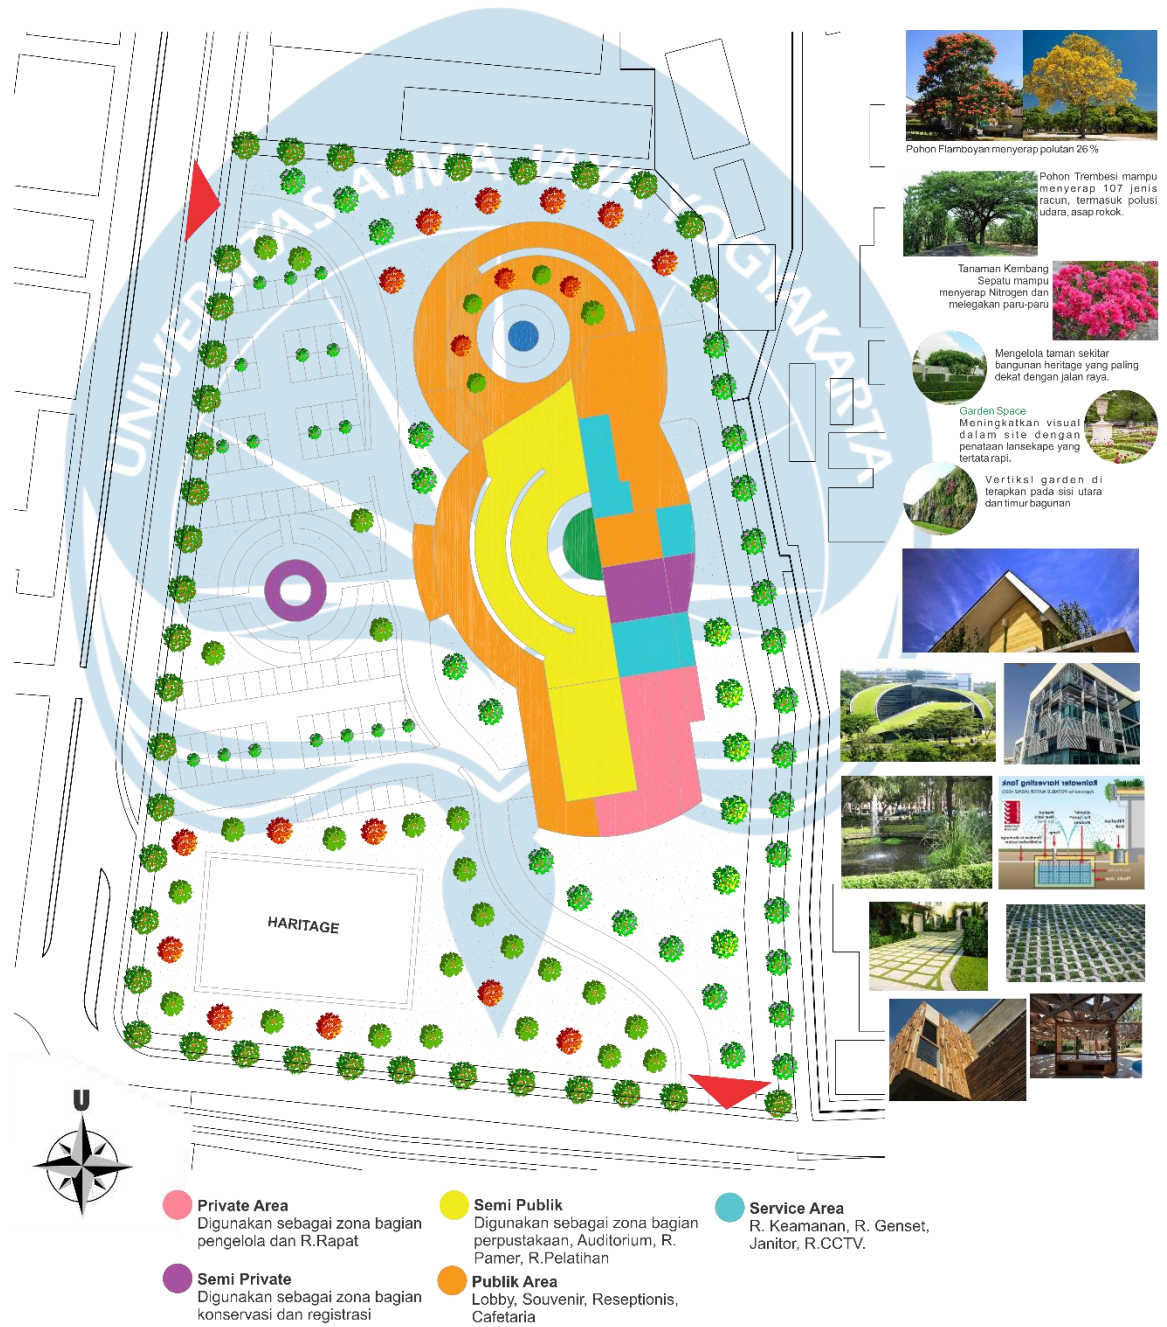 UNIVERSITAS ATMA JAYA YOGYAKARTA
Pohon Flamboyan menyerap polutan 26 %
Pohon Trembesi mampu
menyerap 107 jenis
racun, termasuk polusi
udara, asap rokok.
Tanaman Kembang
Sepatu mampu
menyerap Nitrogen dan
melegakan paru-paru
Mengelola taman sekitar
bangunan heritage yang paling
dekat dengan jalan raya.
Garden Space
Meningkatkan visual
dalam site dengan
penataan lansekape yang
tertata rapi.
Vertiksl garden di
terapkan pada sisi utara
dan timur bagunan
Rainwater Harvesting Tank
HARITAGE
U
Private Area
Digunakan sebagai zona bagian
pengelola dan R.Rapat
Semi Private
Digunakan sebagai zona bagian
konservasi dan registrasi
Semi Publik
Digunakan sebagai zona bagian
perpustakaan, Auditorium, R.
Pamer, R.Pelatihan
Publik Area
Lobby, Souvenir, Reseptionis,
Cafetaria
Service Area
R. Keamanan, R. Genset,
Janitor, R.CCTV.